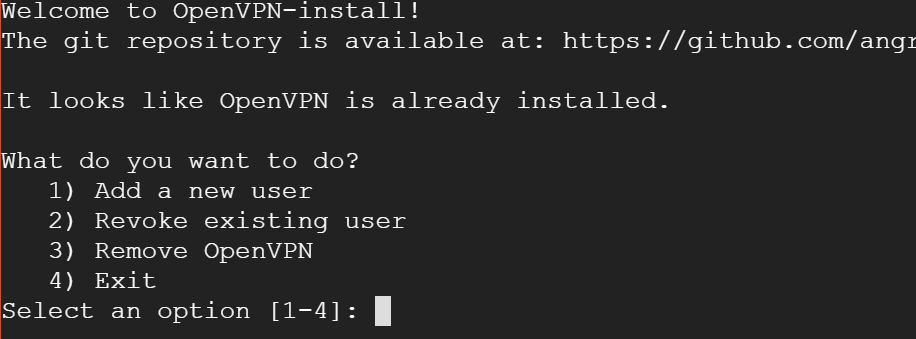 Welcome to OpenVPN-install!
The git repository is available at: https://github.com/angr
It looks like OpenVPN is already installed.
What do you want to do?
1) Add a new user
2) Revoke existing user
3) Remove OpenVPN
4) Exit
Select an option [1-4]: